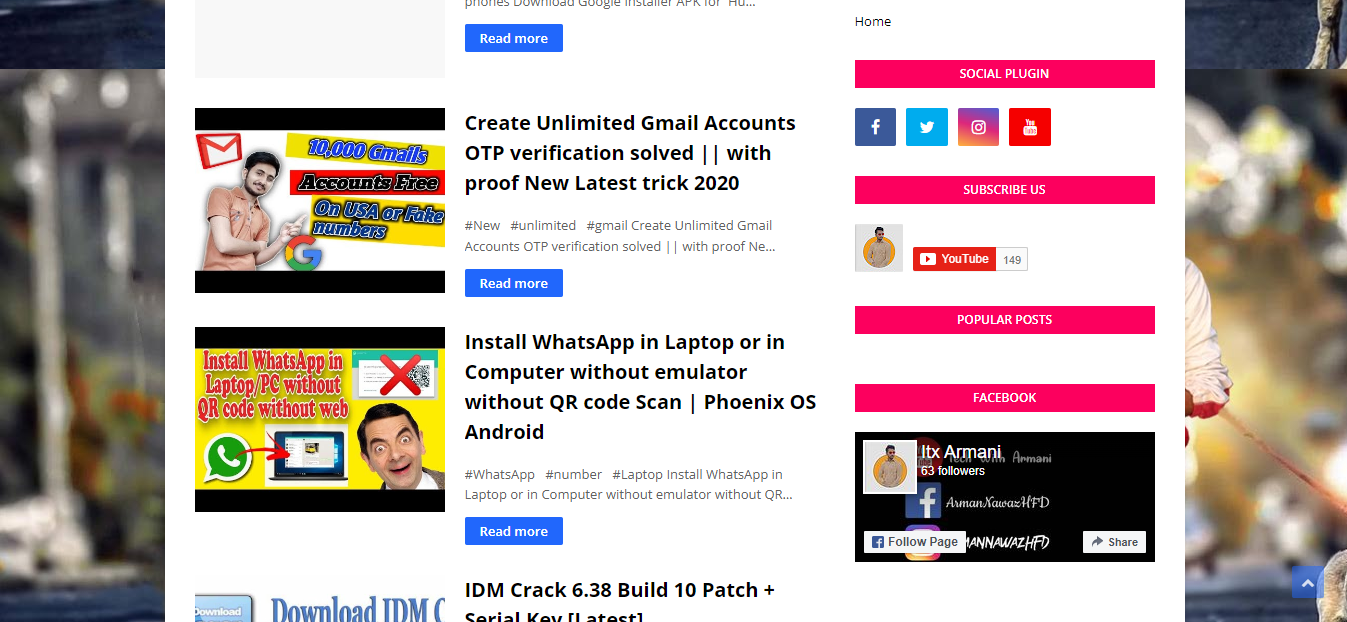 phones Download Google Installer APK for Hu...
Read more
10,000 Gmails
Accounts Free
On USA or Fake
numbers
Create Unlimited Gmail Accounts
OTP verification solved || with
proof New Latest trick 2020
#New #unlimited #gmail Create Unlimited Gmail
Accounts OTP verification solved || with proof Ne...
Read more
Install WhatsApp in
Laptop/PC without
QR code without web
Install WhatsApp in Laptop or in
Computer without emulator
without QR code Scan | Phoenix OS
Android
#WhatsApp #number #Laptop Install WhatsApp in
Laptop or in Computer without emulator without QR...
Read more
Download
Download IDM C
IDM Crack 6.38 Build 10 Patch +
Serial Key [Latest]
Home
SOCIAL PLUGIN
You
Tube
SUBSCRIBE US
YouTube 149
POPULAR POSTS
FACEBOOK
Itx Armani
Tech With Armani
63 followers
ArmanNawazHFD
MANNAWAZHFD
Follow Page
Share